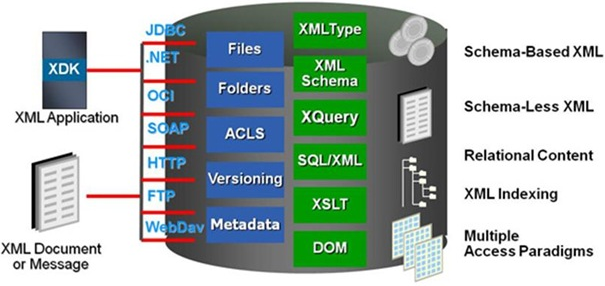 XDK
XML Application
XML Document
or Message
JDBC
.NET
OCI
SOAP
HTTP
FTP
WebDav
Files
Folders
ACLS
Versioning
Metadata
XMLType
XML
Schema
XQuery
SQL/XML
XSLT
DOM
Schema-Based XML
Schema-Less XML
Relational Content
XML Indexing
Multiple
Access Paradigms